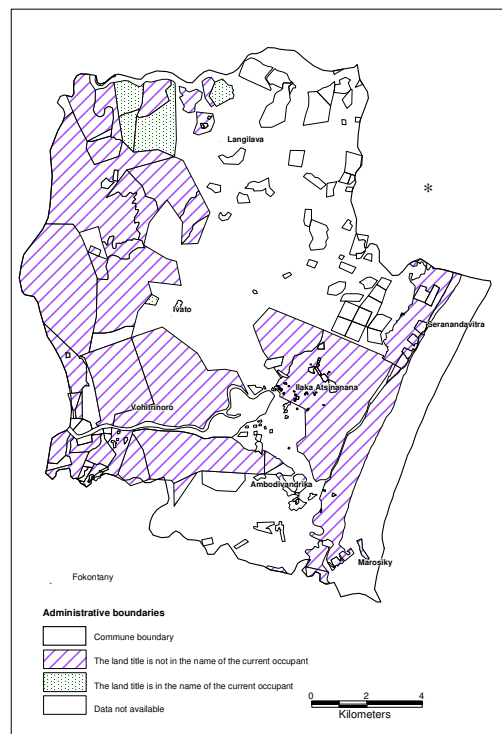 Langilava
*
Seranandavitra
Ivato
Ilaka Atsinanana
Vohitrinoro
Ambodivandrika
Marosiky
Fokontany
Administrative boundaries
Commune boundary
The land title is not in the name of the current occupant
The land title is in the name of the current occupant
Data not available
0 2 4
Kilometers